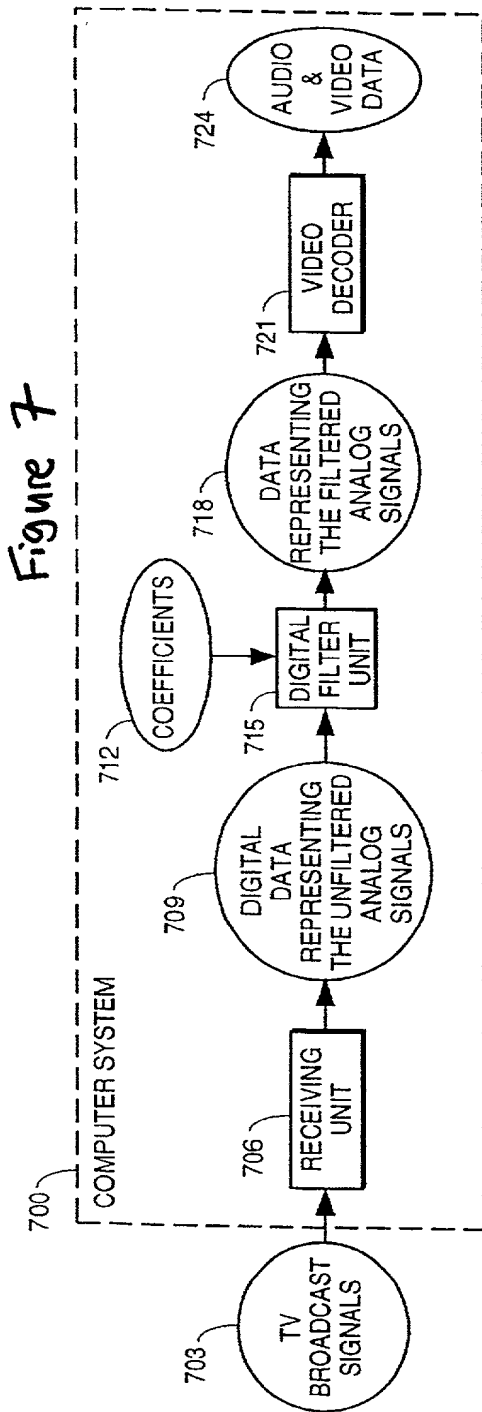 Figure 7
700
COMPUTER SYSTEM
703
TV
BROADCAST
SIGNALS
706
RECEIVING
UNIT
709
DIGITAL
DATA
REPRESENTING
THE UNFILTERED
ANALOG
SIGNALS
712
COEFFICIENTS
715
DIGITAL
FILTER
UNIT
718
DATA
REPRESENTING
THE FILTERED
ANALOG
SIGNALS
721
VIDEO
DECODER
724
AUDIO
&
VIDEO
DATA